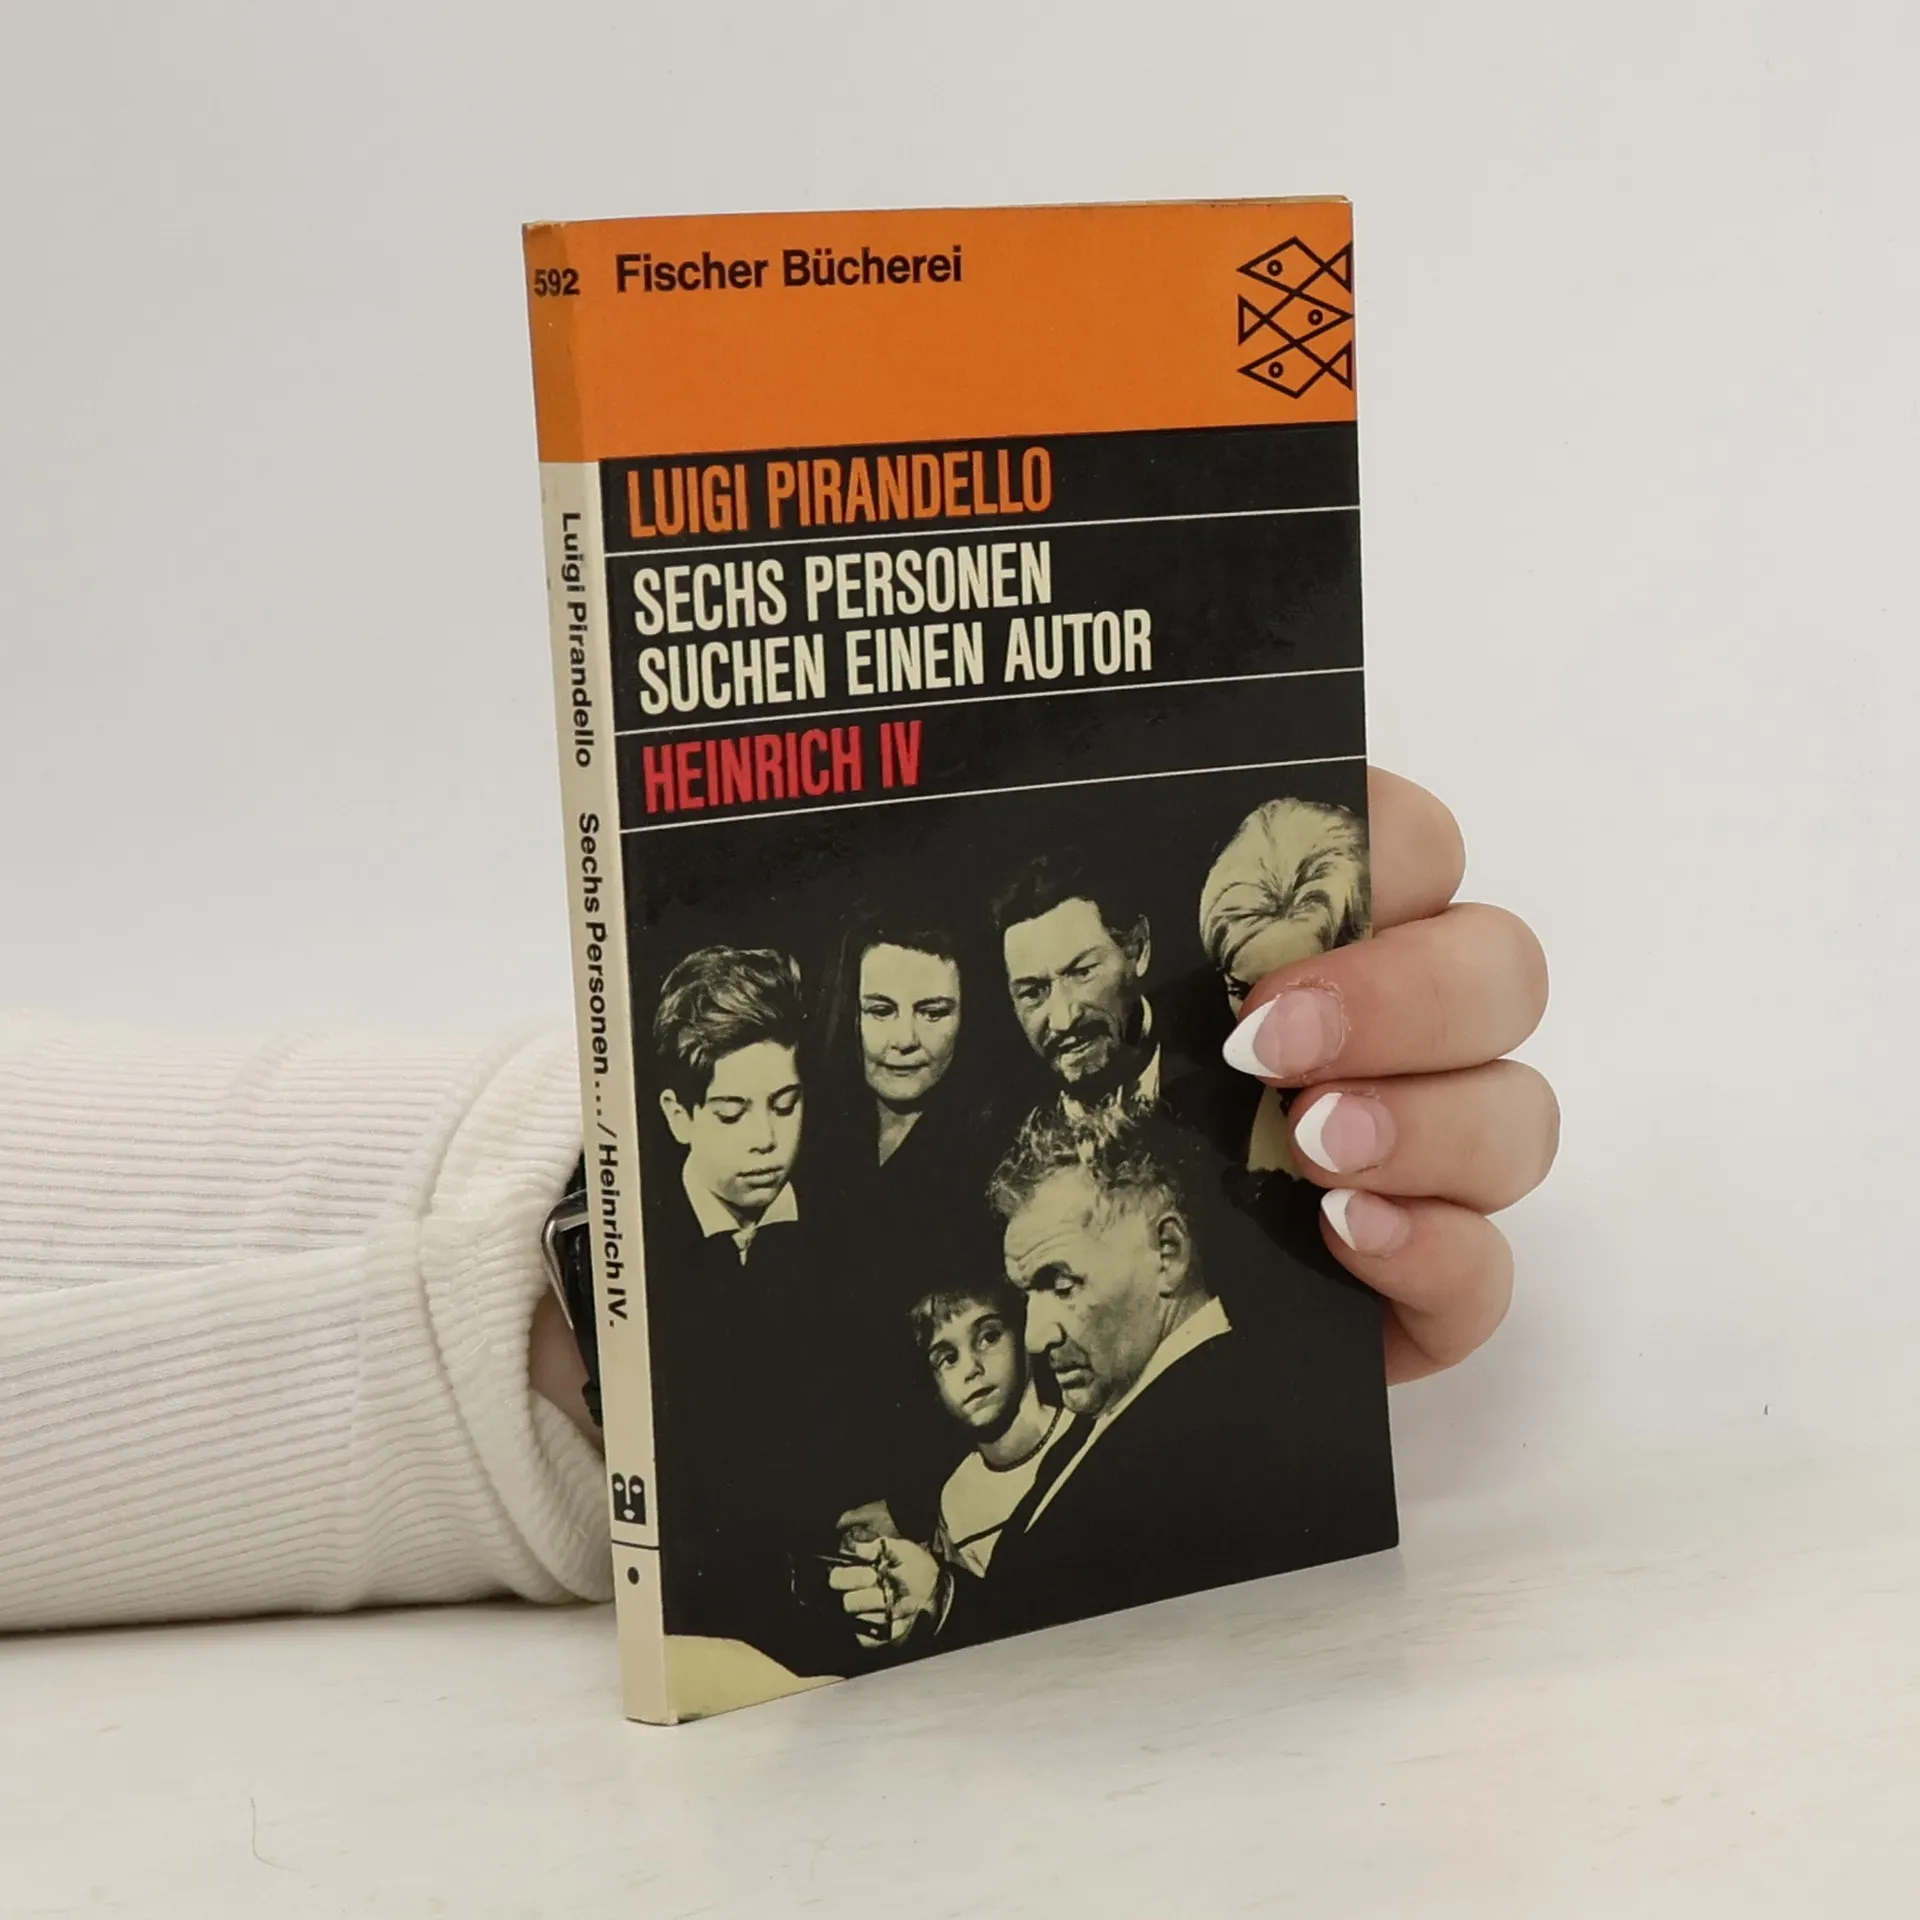 592
Fischer Bücherei
LUIGI PIRANDELLO
SECHS PERSONEN
SUCHEN EINEN AUTOR
HEINRICH IV
Luigi Pirandello Sechs Personen.../Heinrich IV.